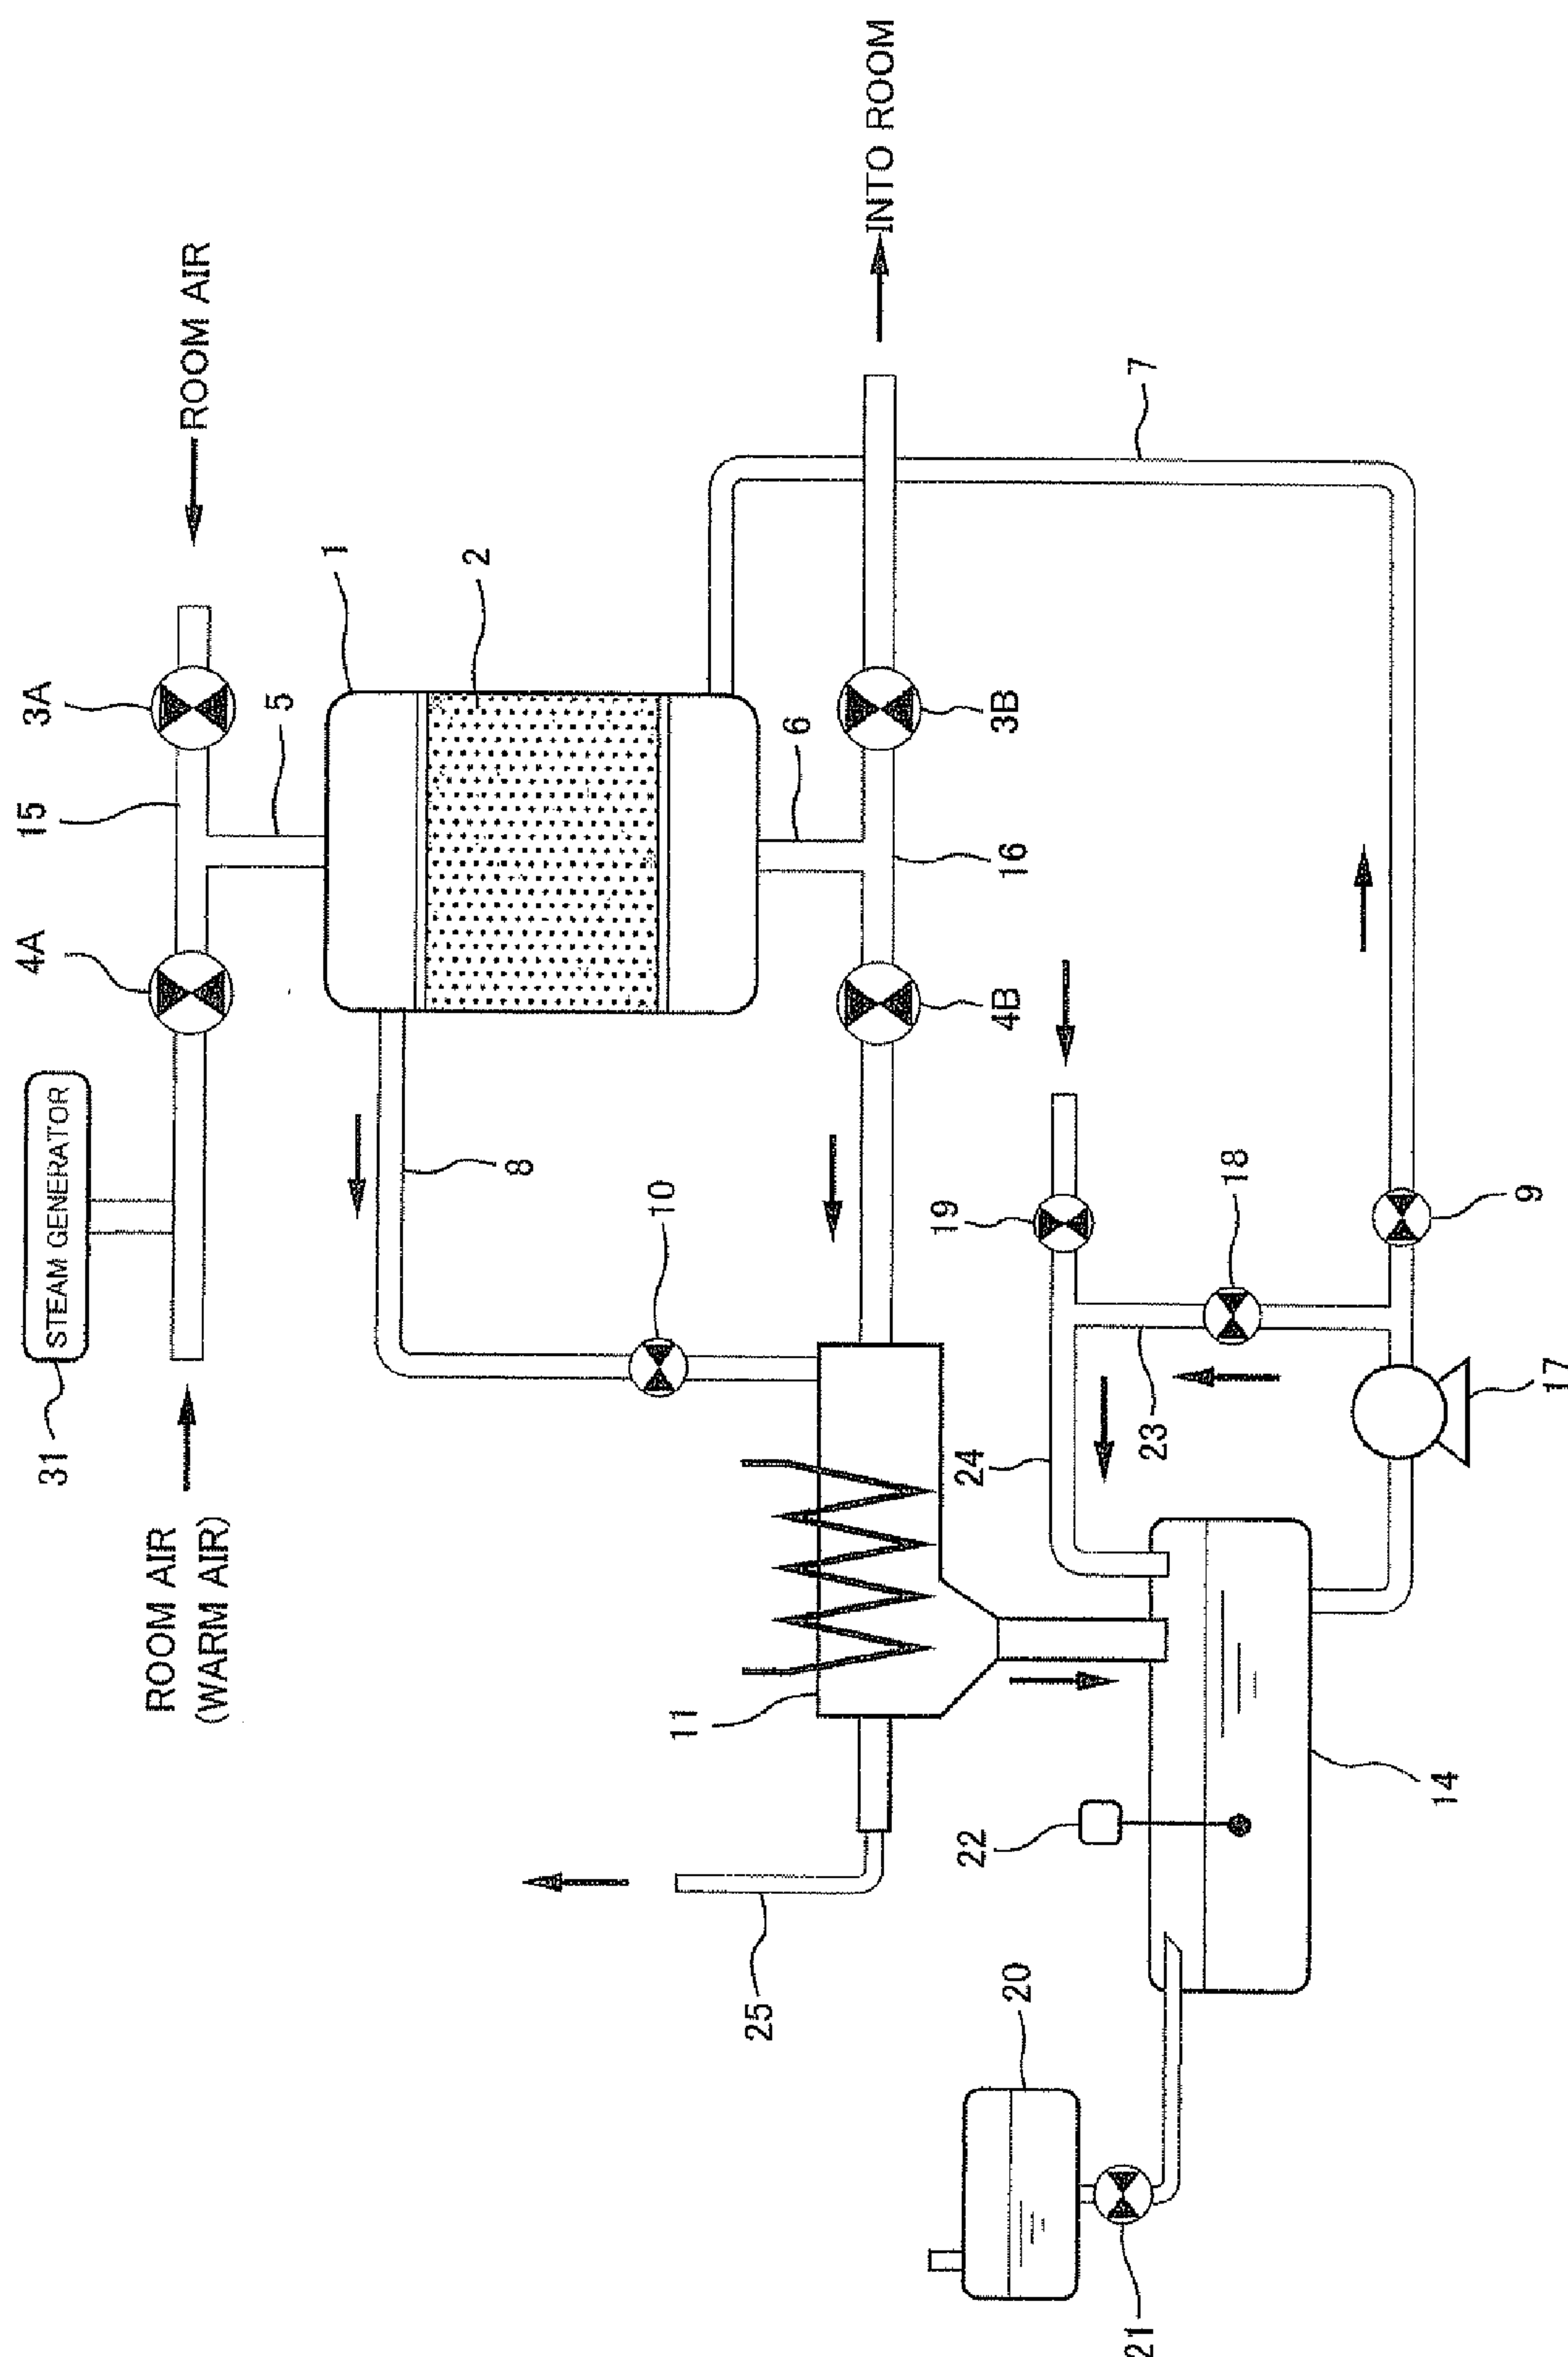 31
STEAM GENERATOR
4A
15
3A
ROOM AIR
(WARM AIR)
ROOM AIR
5
1
2
8
10
11
25
6
INTO ROOM
19
24
22
20
4B
16
3B
7
21
23
18
14
9
17